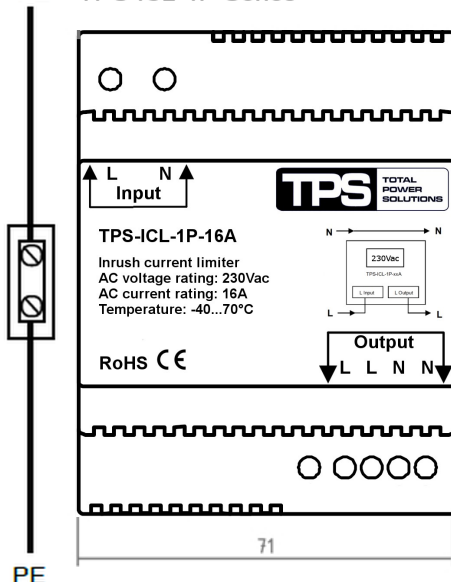 L N
Input
TPS TOTAL
POWER
SOLUTIONS
TPS-ICL-1P-16A
Inrush current limiter
AC voltage rating: 230Vac
AC current rating: 16A
Temperature: -40...70°C
RoHS CE
N N
230Vac
TPS-ICL-1P-xxA
L Input L Output
L L
Output
L L N N
71
PE